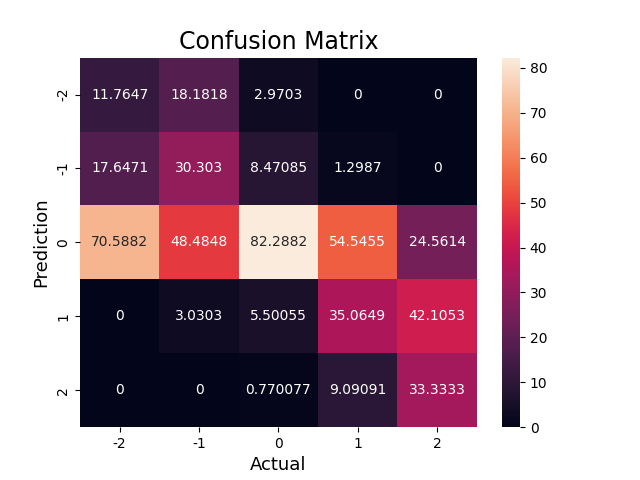 Confusion Matrix
80
-2 11.7647 18.1818 2.9703 0 0
70
-1 17.6471 30.303 8.47085 1.2987 0
60
50
Prediction
0 70.5882 48.4848 82.2882 54.5455 24.5614
40
30
1 0 3.0303 5.50055 35.0649 42.1053
20
2 0 0 0.770077 9.09091 33.3333
10
0
-2 -1 0 1 2
Actual